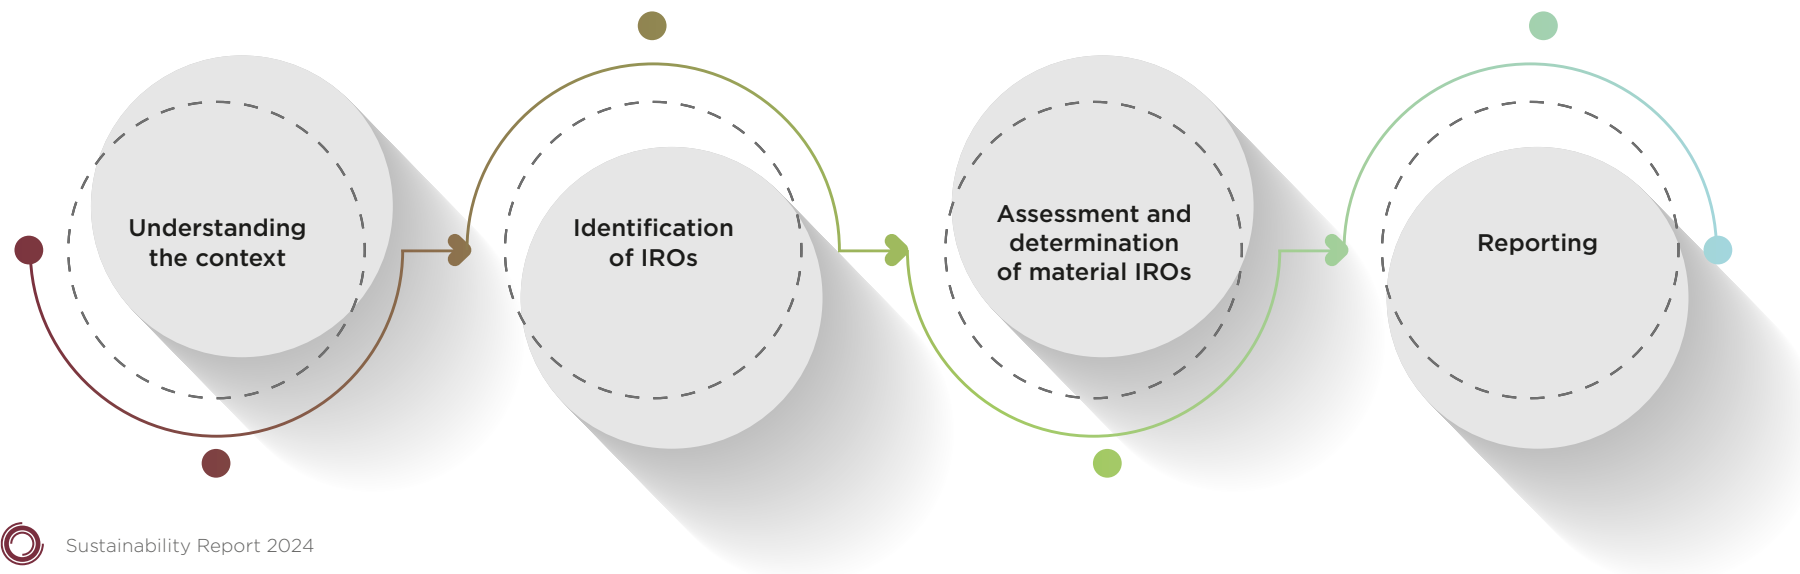 Understanding
the context
Identification
of IROs
Assessment and
determination
of material IROs
Reporting
Sustainability Report 2024